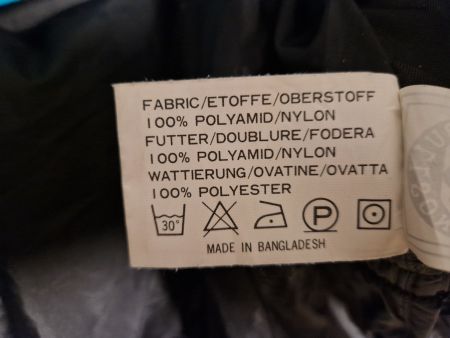 FABRIC/ETOFFE/OBERSTOFF
100% POLYAMID/NYLON
FUTTER/DOUBLURE/FODERA
100% POLYAMID/NYLON
WATTIERUNG/OVATINE/OVATTA
100% POLYESTER
30°
P
MADE IN BANGLADESH